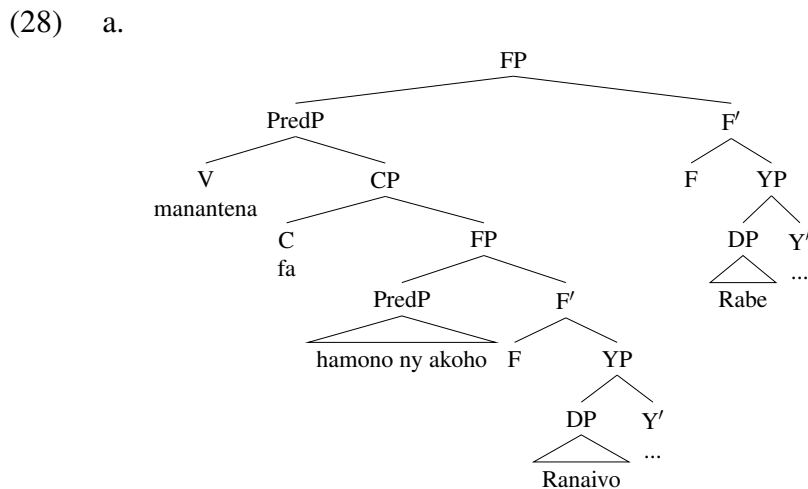 (28) a.
FP
PredP F′
V CP F YP
manantena
C FP DP Y′
fa ...
PredP F′ Rabe
hamono ny akoho F YP
DP Y′
...
Ranaivo